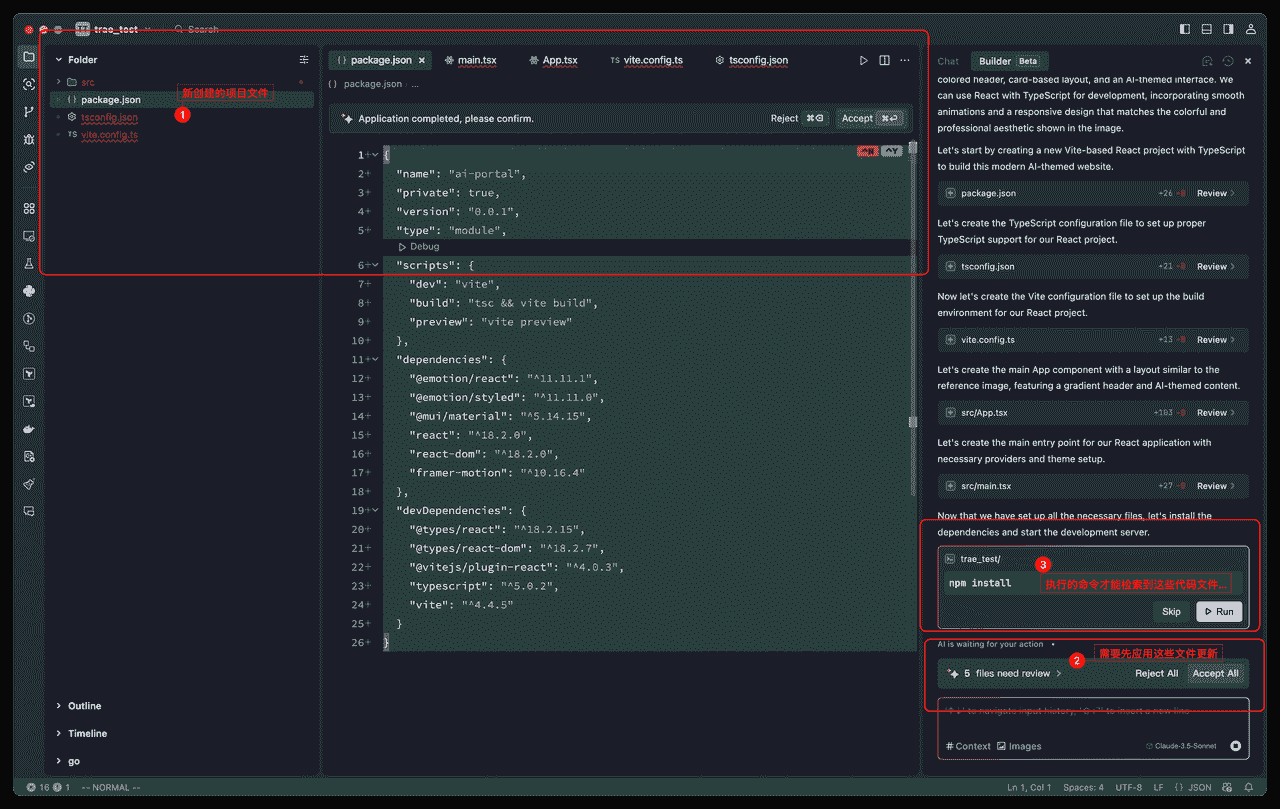 trae_test
Search
Folder
src
package.json
tsconfig.json
TS vite.config.ts
新创建的项目文件
1
Outline
Timeline
go
{ } package.json ×
main.tsx
App.tsx
TS vite.config.ts
tsconfig.json
{ } package.json ...
Application completed, please confirm.
Reject ⌘⌫
Accept ⌘↩
^N ^Y
1+ {
2+ "name": "ai-portal",
3+ "private": true,
4+ "version": "0.0.1",
5+ "type": "module",
Debug
6+ "scripts": {
7+ "dev": "vite",
8+ "build": "tsc && vite build",
9+ "preview": "vite preview"
10+ },
11+ "dependencies": {
12+ "@emotion/react": "^11.11.1",
13+ "@emotion/styled": "^11.11.0",
14+ "@mui/material": "^5.14.15",
15+ "react": "^18.2.0",
16+ "react-dom": "^18.2.0",
17+ "framer-motion": "^10.16.4"
18+ },
19+ "devDependencies": {
20+ "@types/react": "^18.2.15",
21+ "@types/react-dom": "^18.2.7",
22+ "@vitejs/plugin-react": "^4.0.3",
23+ "typescript": "^5.0.2",
24+ "vite": "^4.4.5"
25+ }
26+ }
Chat
Builder Beta
colored header, card-based layout, and an AI-themed interface. We
can use React with TypeScript for development, incorporating smooth
animations and a responsive design that matches the colorful and
professional aesthetic shown in the image.
Let's start by creating a new Vite-based React project with TypeScript
to build this modern AI-themed website.
package.json +26 -0 Review
Let's create the TypeScript configuration file to set up proper
TypeScript support for our React project.
tsconfig.json +21 -0 Review
Now let's create the Vite configuration file to set up the build
environment for our React project.
vite.config.ts +13 -0 Review
Let's create the main App component with a layout similar to the
reference image, featuring a gradient header and AI-themed content.
src/App.tsx +103 -0 Review
Let's create the main entry point for our React application with
necessary providers and theme setup.
src/main.tsx +27 -0 Review
Now that we have set up all the necessary files, let's install the
dependencies and start the development server.
trae_test/
3
npm install
执行的命令才能检索到这些代码文件...
Skip
Run
AI is waiting for your action
2
需要先应用这些文件更新
5 files need review
Reject All
Accept All
to navigate input history, to insert a new line
# Context
Images
Claude-3.5-Sonnet
16 1
-- NORMAL --
Ln 1, Col 1
Spaces: 4
UTF-8
LF
{ } JSON